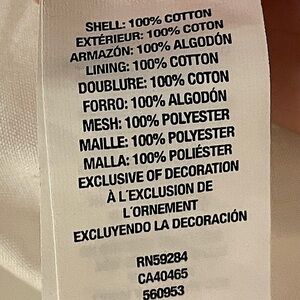 SHELL: 100% COTTON
EXTÉRIEUR: 100% COTON
ARMAZÓN: 100% ALGODÓN
LINING: 100% COTTON
DOUBLURE: 100% COTON
FORRO: 100% ALGODÓN
MESH: 100% POLYESTER
MAILLE: 100% POLYESTER
MALLA: 100% POLIÉSTER
EXCLUSIVE OF DECORATION
À L'EXCLUSION DE
L'ORNEMENT
EXCLUYENDO LA DECORACIÓN
RN59284
CA40465
560953